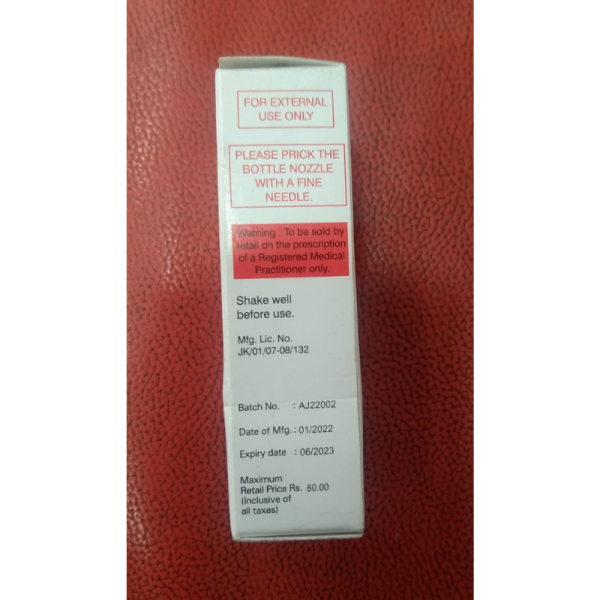 FOR EXTERNAL
USE ONLY
PLEASE PRICK THE
BOTTLE NOZZLE
WITH A FINE
NEEDLE.
Warning : To be sold by
retail on the prescription
of a Registered Medical
Practitioner only.
Shake well
before use.
Mfg. Lic. No.
JK/01/07-08/132
Batch No. : AJ22002
Date of Mfg. : 01/2022
Expiry date : 06/2023
Maximum
Retail Price Rs. 80.00
(Inclusive of
all taxes)